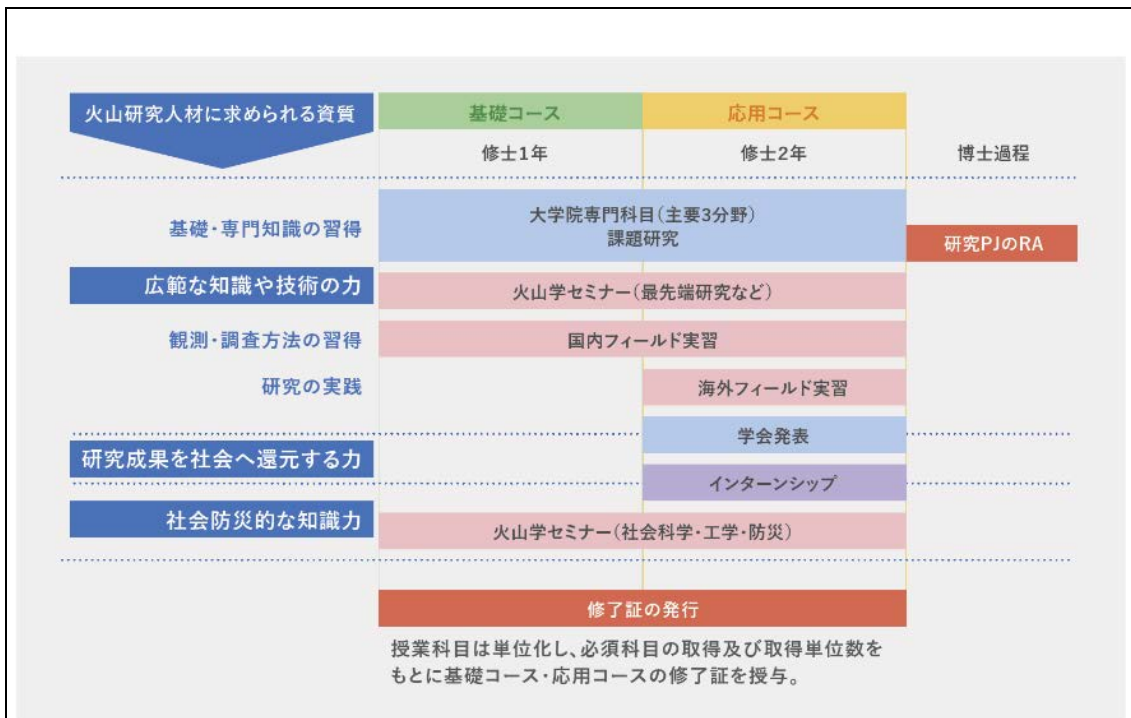 火山研究人材に求められる資質
基礎コース
応用コース
修士1年
修士2年
博士過程
基礎・専門知識の習得
大学院専門科目（主要3分野）
課題研究
研究PJのRA
広範な知識や技術の力
火山学セミナー（最先端研究など）
観測・調査方法の習得
国内フィールド実習
研究の実践
海外フィールド実習
学会発表
研究成果を社会へ還元する力
インターンシップ
社会防災的な知識力
火山学セミナー（社会科学・工学・防災）
修了証の発行
授業科目は単位化し、必須科目の取得及び取得単位数を
もとに基礎コース・応用コースの修了証を授与。